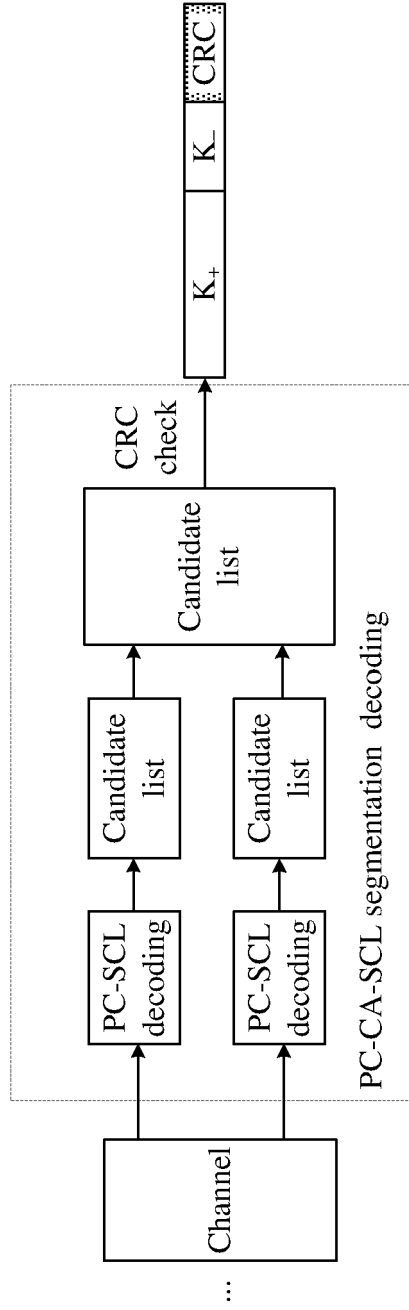 ...
Channel
PC-SCL
decoding
PC-SCL
decoding
Candidate
list
Candidate
list
Candidate
list
CRC
check
PC-CA-SCL segmentation decoding
K₊
K₋
CRC